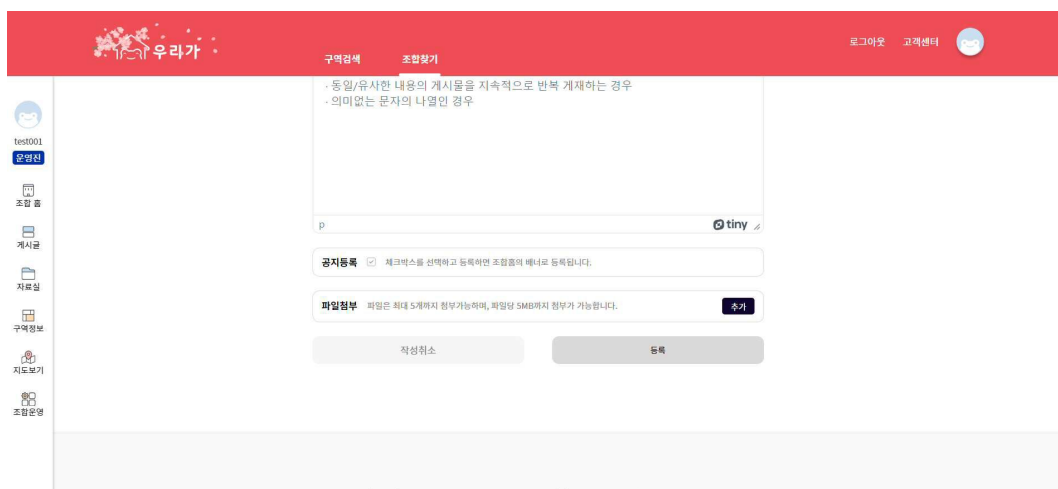 우리가
구역검색
조합찾기
로그아웃
고객센터
· 동일/유사한 내용의 게시물을 지속적으로 반복 게재하는 경우
· 의미없는 문자의 나열인 경우
test001
운영진
조합 홈
게시글
자료실
구역정보
지도보기
조합운영
p
tiny
공지등록 체크박스를 선택하고 등록하면 조합홈의 배너로 등록됩니다.
파일첨부 파일은 최대 5개까지 첨부가능하며, 파일당 5MB까지 첨부가 가능합니다. 추가
작성취소
등록